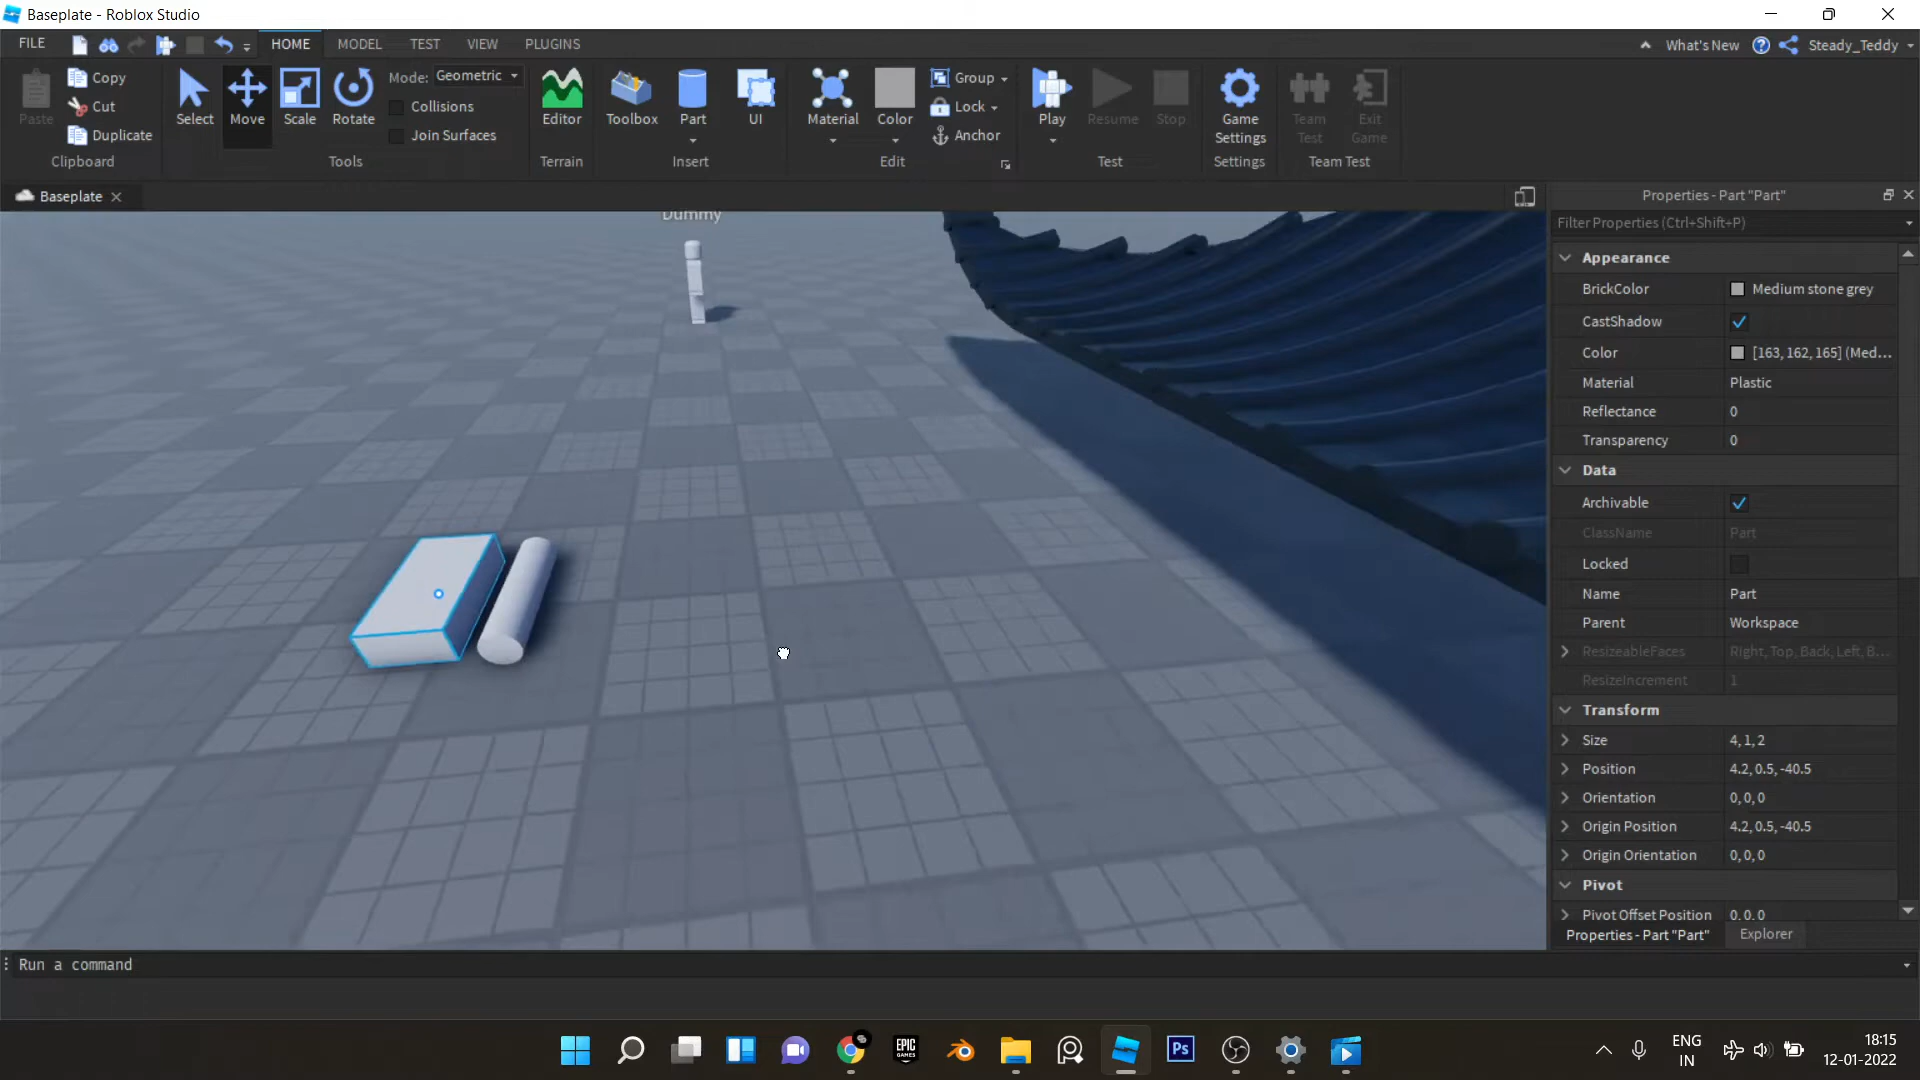 Baseplate - Roblox Studio
FILE HOME MODEL TEST VIEW PLUGINS What's New Steady_Teddy
Paste Copy Cut Duplicate
Clipboard
Select Move Scale Rotate Mode: Geometric Collisions Join Surfaces
Tools
Editor
Terrain
Toolbox Part UI
Insert
Material Color Group Lock Anchor
Edit
Play Resume Stop
Test
Game Settings
Settings
Team Test Exit Game
Team Test
Baseplate
Dummy
Properties - Part "Part"
Filter Properties (Ctrl+Shift+P)
Appearance
BrickColor Medium stone grey
CastShadow
Color [163, 162, 165] (Med...
Material Plastic
Reflectance 0
Transparency 0
Data
Archivable
ClassName Part
Locked
Name Part
Parent Workspace
ResizeableFaces Right, Top, Back, Left, B...
ResizeIncrement 1
Transform
Size 4, 1, 2
Position 4.2, 0.5, -40.5
Orientation 0, 0, 0
Origin Position 4.2, 0.5, -40.5
Origin Orientation 0, 0, 0
Pivot
Pivot Offset Position 0, 0, 0
Properties - Part "Part" Explorer
Run a command
EPIC GAMES
Ps
ENG
IN
18:15
12-01-2022